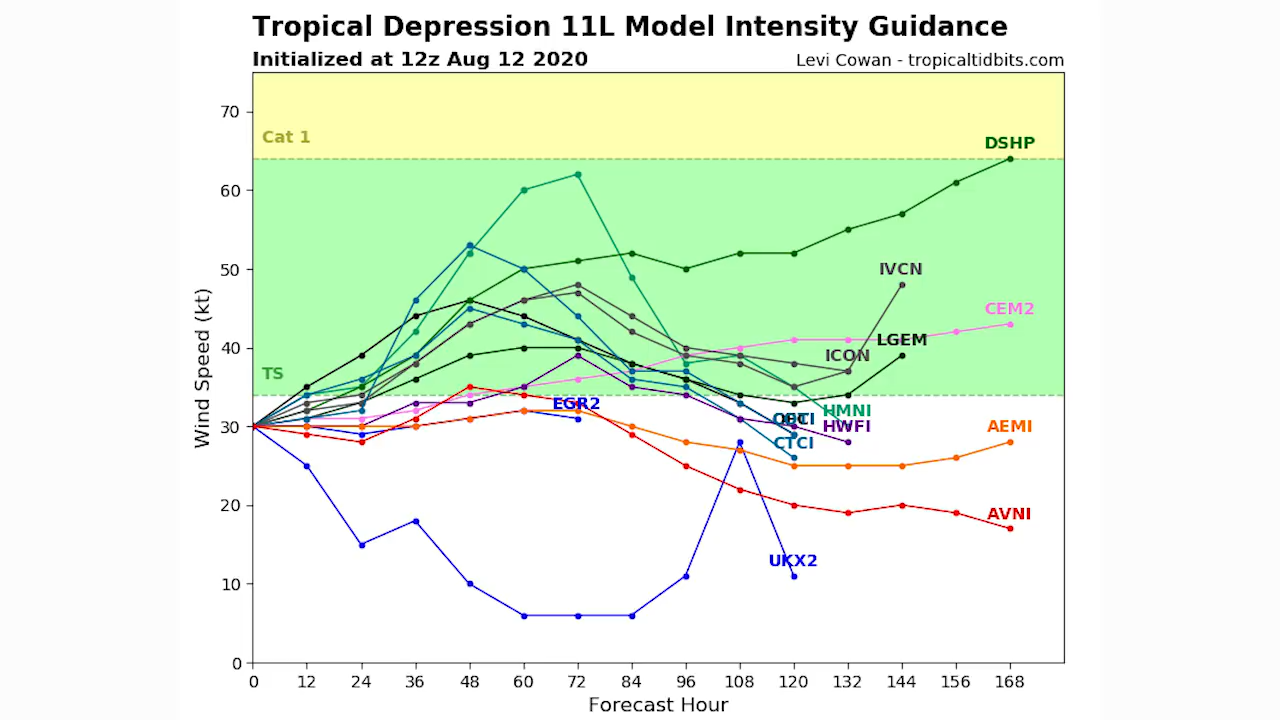 Tropical Depression 11L Model Intensity Guidance
Initialized at 12z Aug 12 2020
Levi Cowan - tropicaltidbits.com
70
Cat 1
DSHP
60
50
IVCN
CEM2
LGEM
40
ICON
TS
EGR2
HMNI
30
HWFI
AEMI
CTCI
20
AVNI
UKX2
10
0
Wind Speed (kt)
0 12 24 36 48 60 72 84 96 108 120 132 144 156 168
Forecast Hour